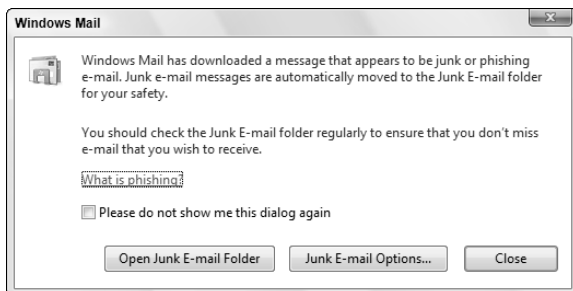 Windows Mail
Windows Mail has downloaded a message that appears to be junk or phishing
e-mail. Junk e-mail messages are automatically moved to the Junk E-mail folder
for your safety.
You should check the Junk E-mail folder regularly to ensure that you don't miss
e-mail that you wish to receive.
What is phishing?
Please do not show me this dialog again
Open Junk E-mail Folder
Junk E-mail Options...
Close